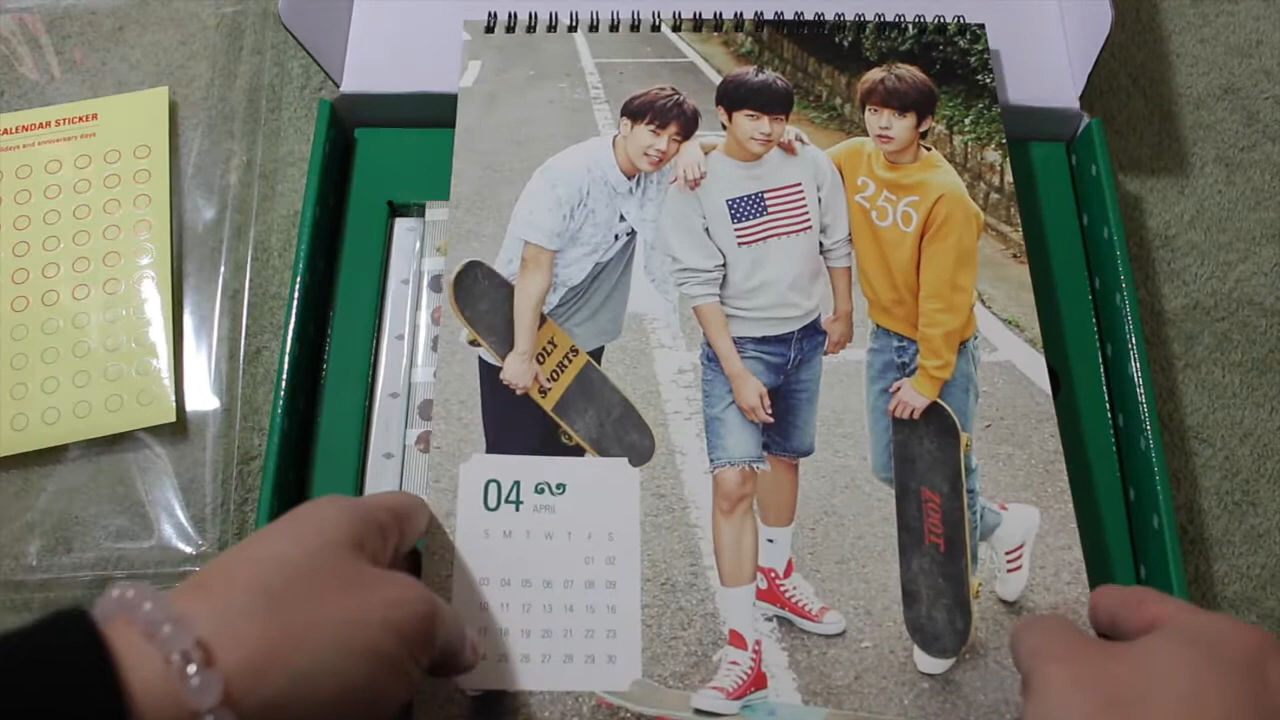 CALENDAR STICKER
lidays and anniversary days
256
OLY
SPORTS
ZOOT
04
APRIL
S M T W T F S
01 02
03 04 05 06 07 08 09
10 11 12 13 14 15 16
18 19 20 21 22 23
25 26 27 28 29 30